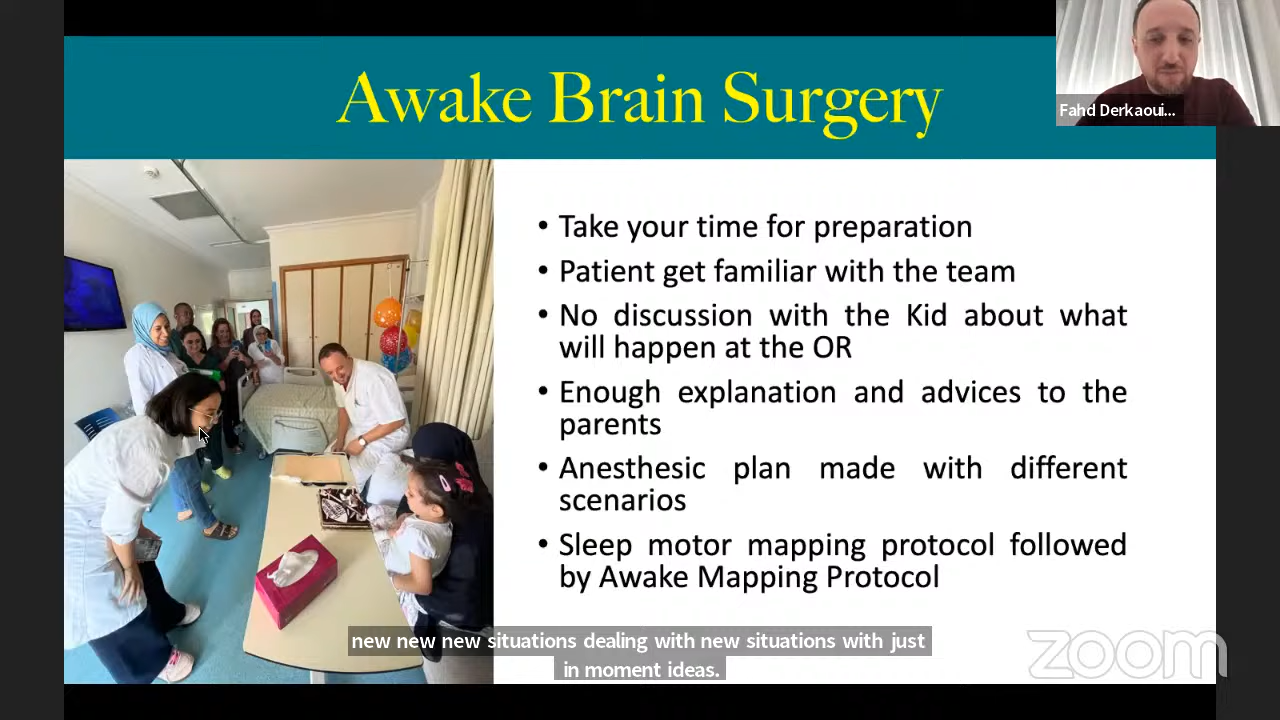 Awake Brain Surgery
Fahd Derkaoui...
• Take your time for preparation
• Patient get familiar with the team
• No discussion with the Kid about what
will happen at the OR
• Enough explanation and advices to the
parents
• Anesthesic plan made with different
scenarios
• Sleep motor mapping protocol followed
by Awake Mapping Protocol
new new new situations dealing with new situations with just
in moment ideas.
zoom